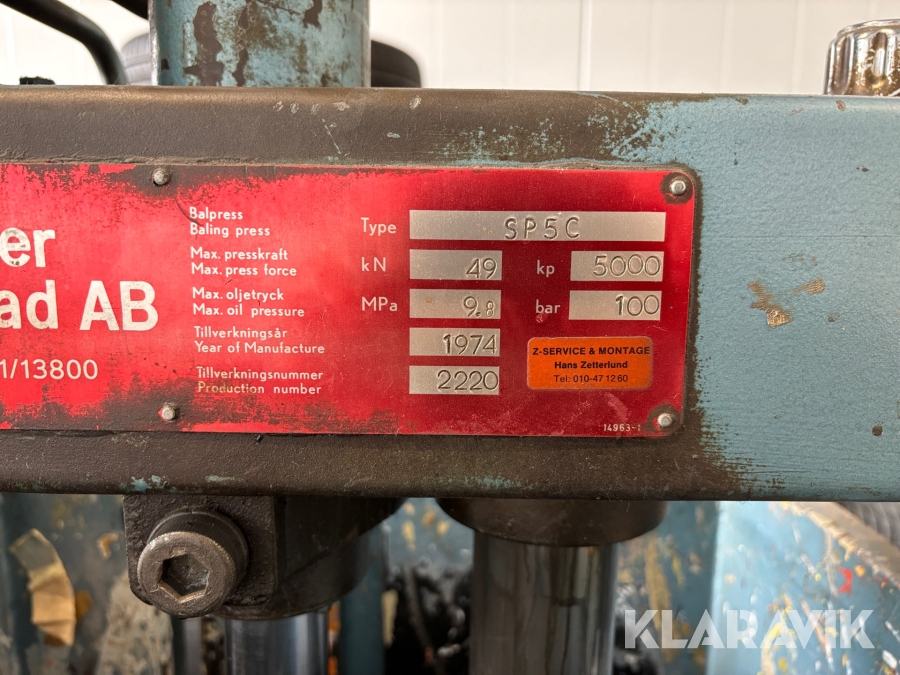 er
ad AB
1/13800
Balpress
Baling press
Type SP5C
Max. presskraft
Max. press force
kN 49 kp 5000
Max. oljetryck
Max. oil pressure
MPa 9.8 bar 100
Tillverkningsår
Year of Manufacture
1974
Tillverkningsnummer
Production number
2220
Z-SERVICE & MONTAGE
Hans Zetterlund
Tel: 010-47 12 60
14963-1
KLARAVIK